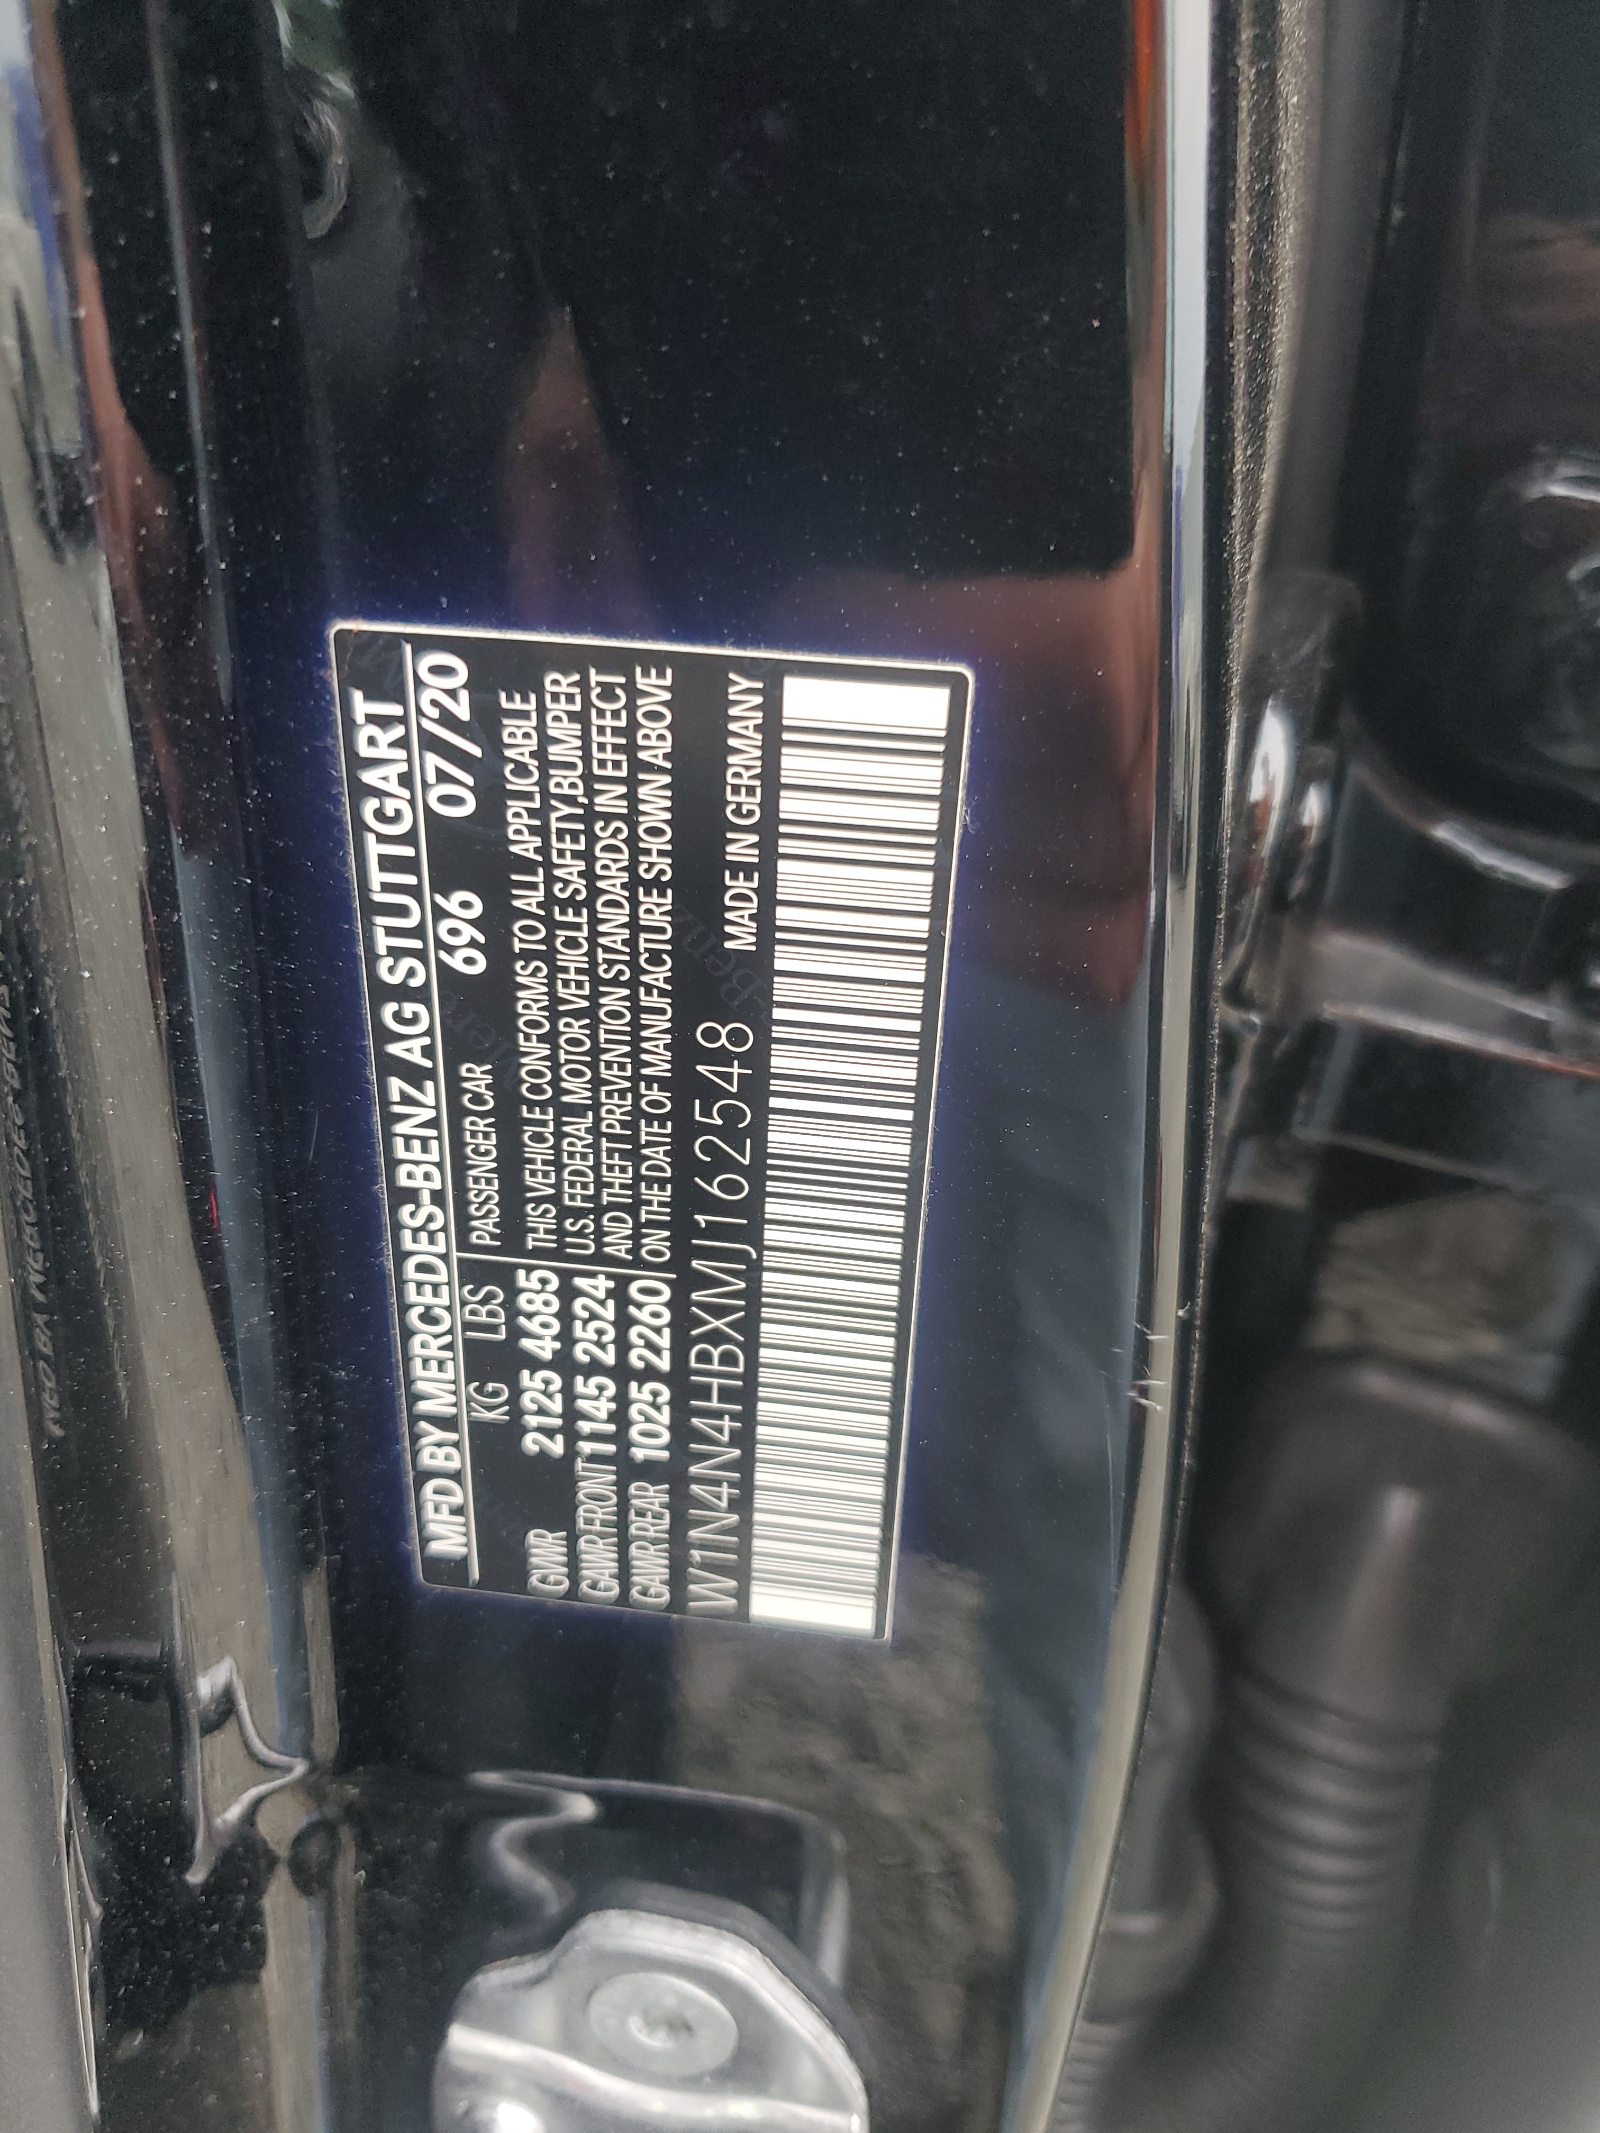 MFD BY MERCEDES-BENZ AG STUTTGART
KG LBS PASSENGER CAR 696 07/20
GVWR 2125 4685 THIS VEHICLE CONFORMS TO ALL APPLICABLE
GAWR FRONT 1145 2524 U.S. FEDERAL MOTOR VEHICLE SAFETY,BUMPER
GAWR REAR 1025 2260 AND THEFT PREVENTION STANDARDS IN EFFECT
ON THE DATE OF MANUFACTURE SHOWN ABOVE
W1N4N4HBXMJ162548 MADE IN GERMANY